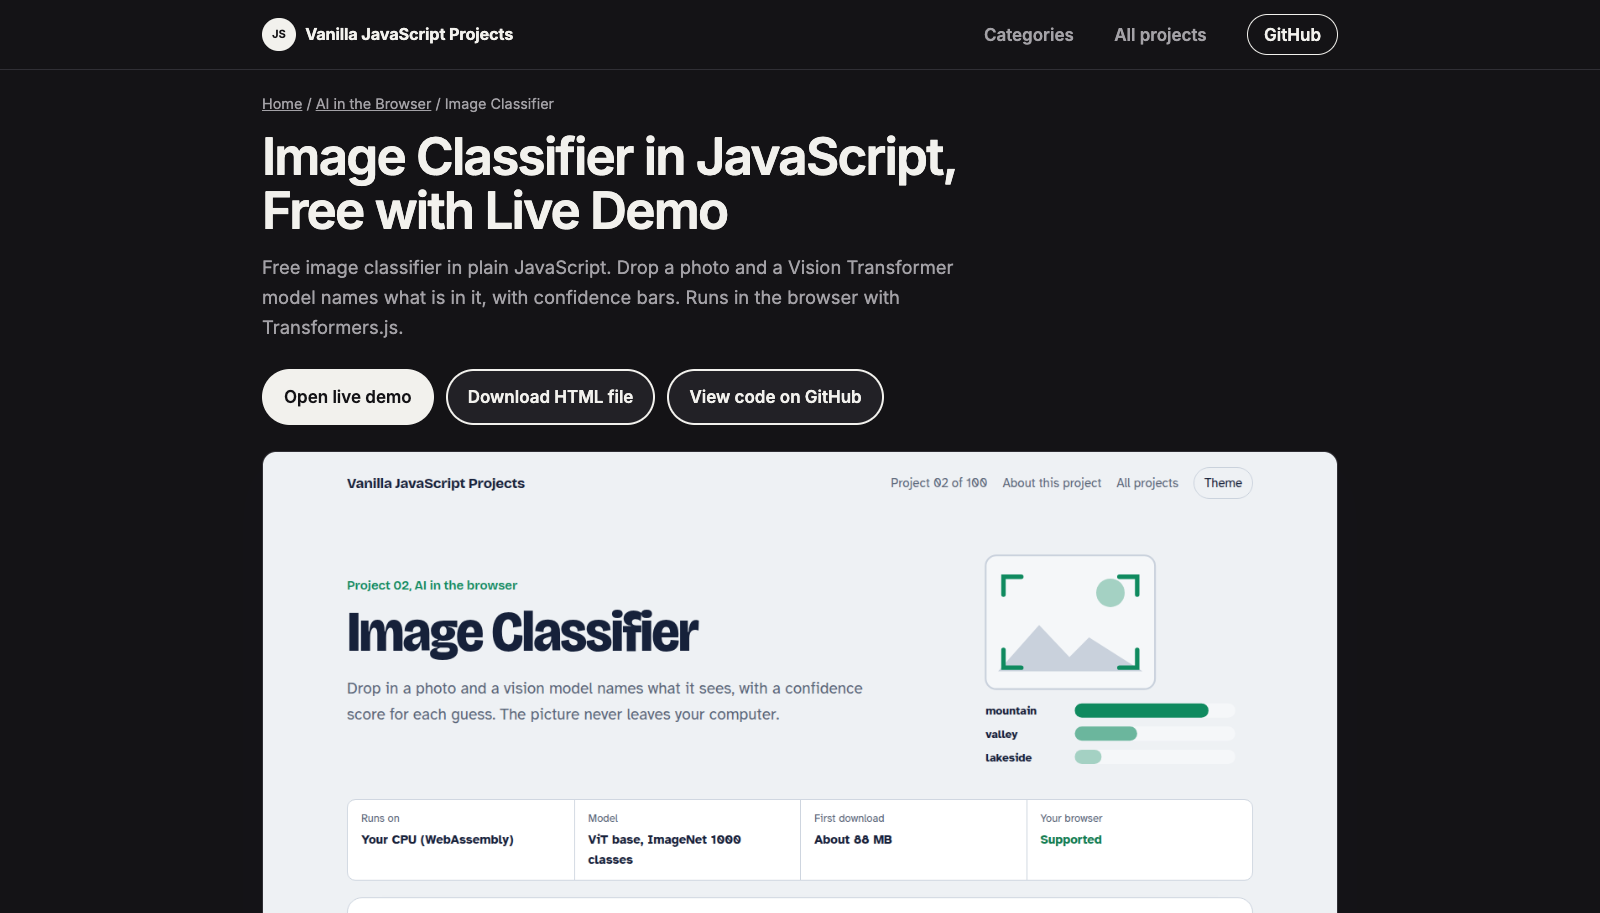 JS
Vanilla JavaScript Projects
Categories
All projects
GitHub
Home / AI in the Browser / Image Classifier
Image Classifier in JavaScript,
Free with Live Demo
Free image classifier in plain JavaScript. Drop a photo and a Vision Transformer
model names what is in it, with confidence bars. Runs in the browser with
Transformers.js.
Open live demo
Download HTML file
View code on GitHub
Vanilla JavaScript Projects
Project 02 of 100
About this project
All projects
Theme
Project 02, AI in the browser
Image Classifier
Drop in a photo and a vision model names what it sees, with a confidence
score for each guess. The picture never leaves your computer.
mountain
valley
lakeside
Runs on
Your CPU (WebAssembly)
Model
ViT base, ImageNet 1000
classes
First download
About 88 MB
Your browser
Supported